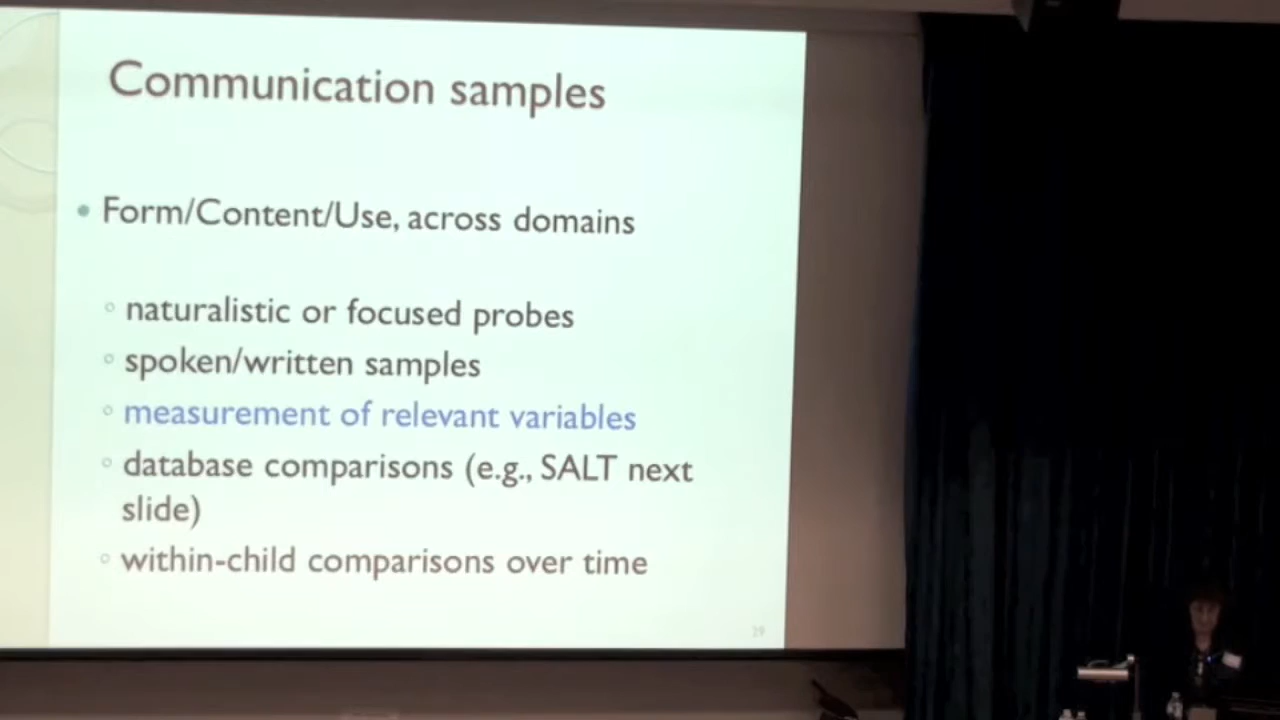 Communication samples
• Form/Content/Use, across domains
◦ naturalistic or focused probes
◦ spoken/written samples
◦ measurement of relevant variables
◦ database comparisons (e.g., SALT next
slide)
◦ within-child comparisons over time
29